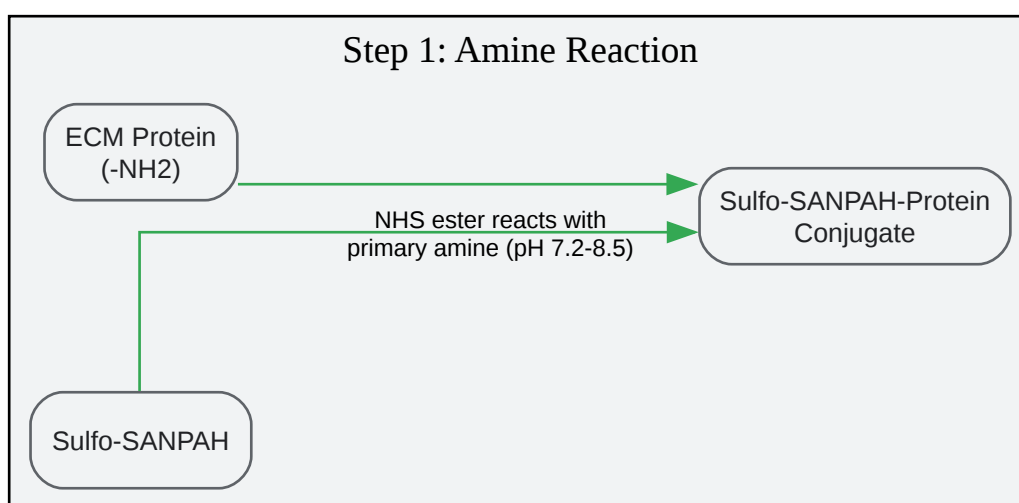 Step 1: Amine Reaction
ECM Protein
(-NH2)
NHS ester reacts with
primary amine (pH 7.2-8.5)
Sulfo-SANPAH-Protein
Conjugate
Sulfo-SANPAH